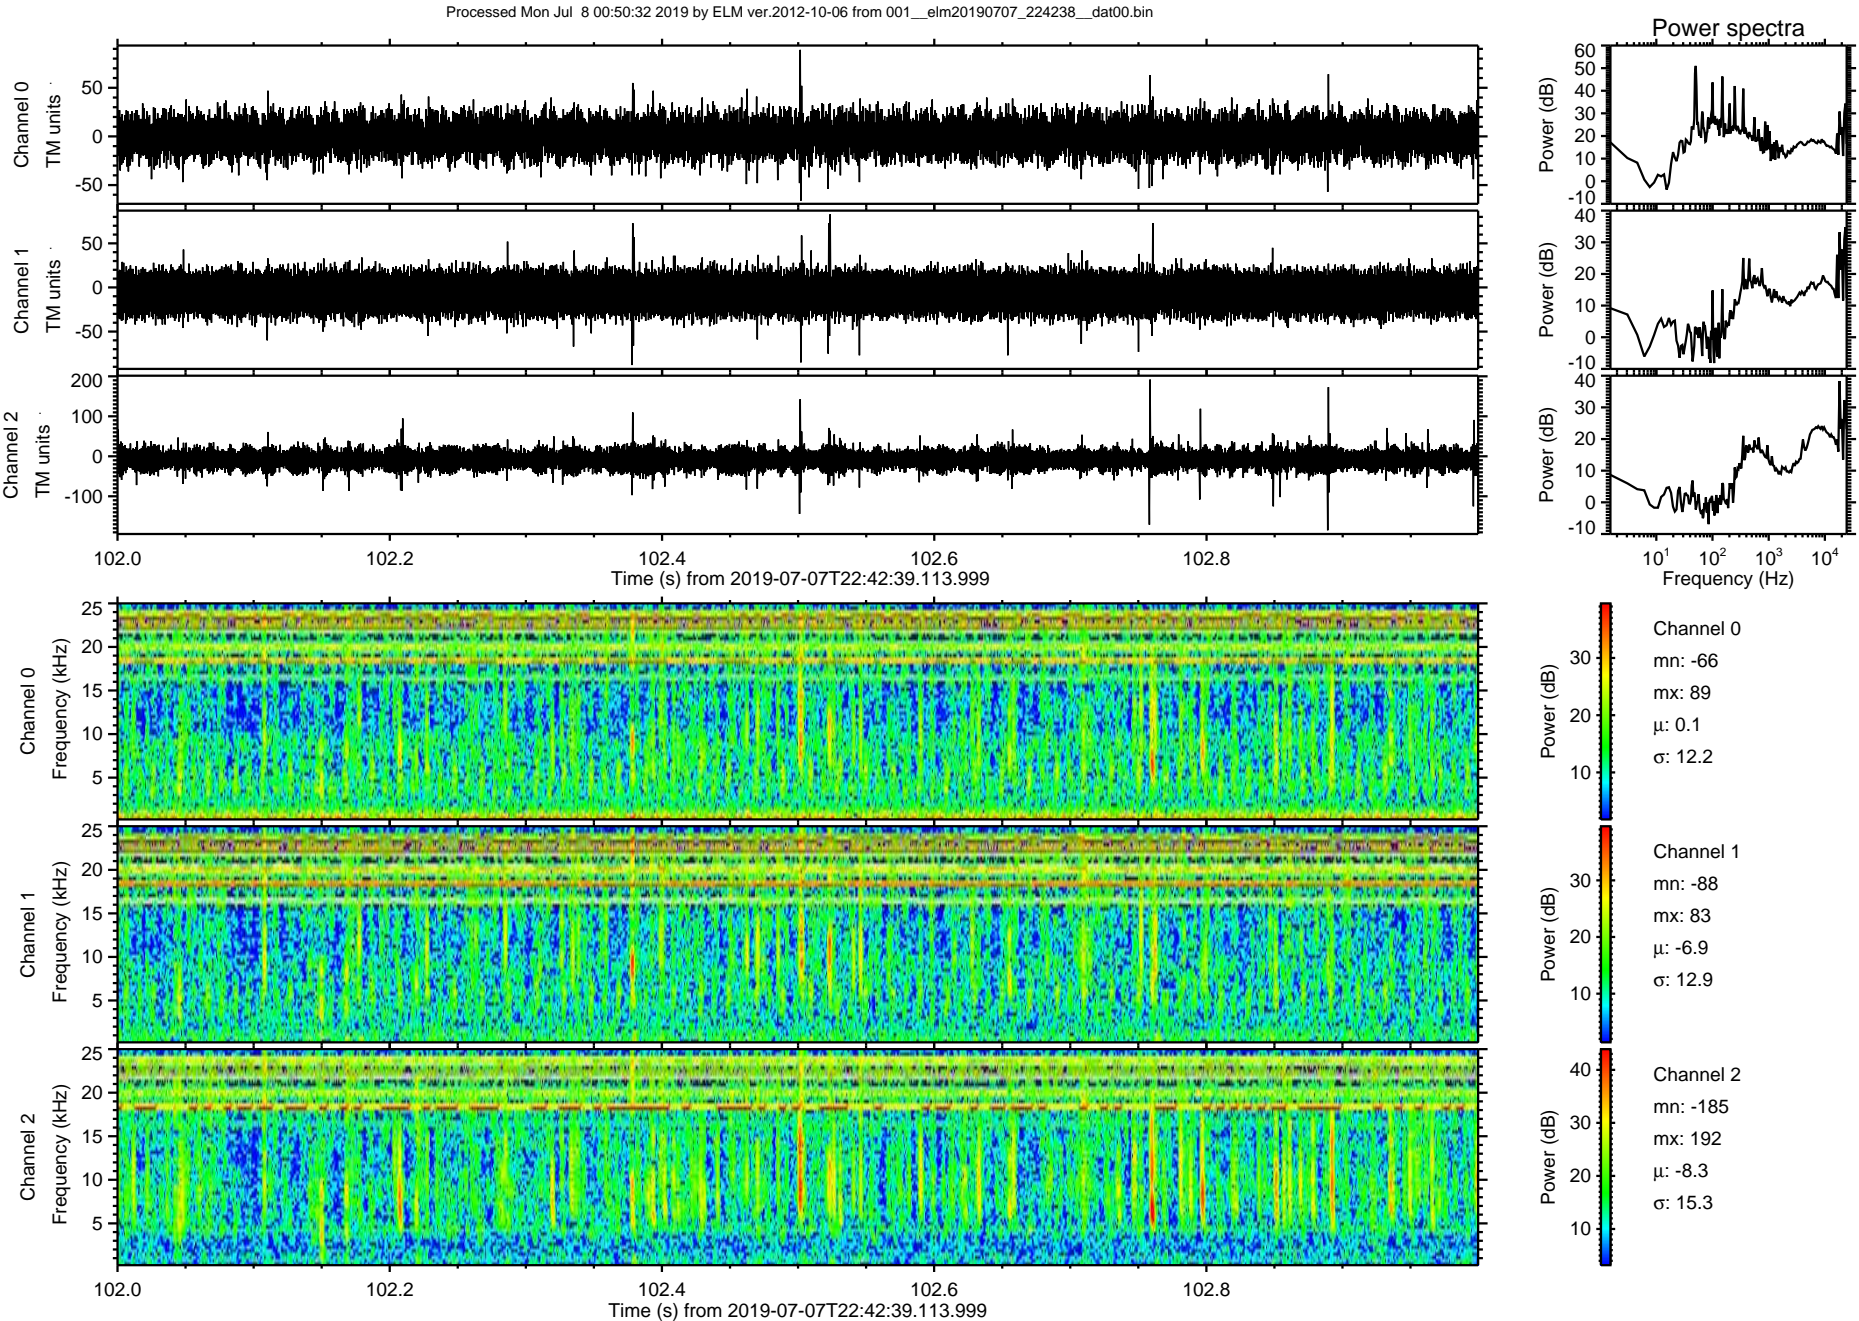 Processed Mon Jul  8 00:50:32 2019 by ELM ver.2012-10-06 from 001__elm20190707_224238__dat00.bin
Power spectra
Channel 0
TM units
50
0
-50
Power (dB)
60
50
40
30
20
10
0
-10
Channel 1
TM units
50
0
-50
Power (dB)
40
30
20
10
0
-10
Channel 2
TM units
200
100
0
-100
Power (dB)
40
30
20
10
0
-10
102.0 102.2 102.4 102.6 102.8
Time (s) from 2019-07-07T22:42:39.113.999
10¹ 10² 10³ 10⁴
Frequency (Hz)
Channel 0
Frequency (kHz)
25
20
15
10
5
Power (dB)
30
20
10
Channel 0
mn: -66
mx: 89
μ: 0.1
σ: 12.2
Channel 1
Frequency (kHz)
25
20
15
10
5
Power (dB)
30
20
10
Channel 1
mn: -88
mx: 83
μ: -6.9
σ: 12.9
Channel 2
Frequency (kHz)
25
20
15
10
5
Power (dB)
40
30
20
10
Channel 2
mn: -185
mx: 192
μ: -8.3
σ: 15.3
102.0 102.2 102.4 102.6 102.8
Time (s) from 2019-07-07T22:42:39.113.999